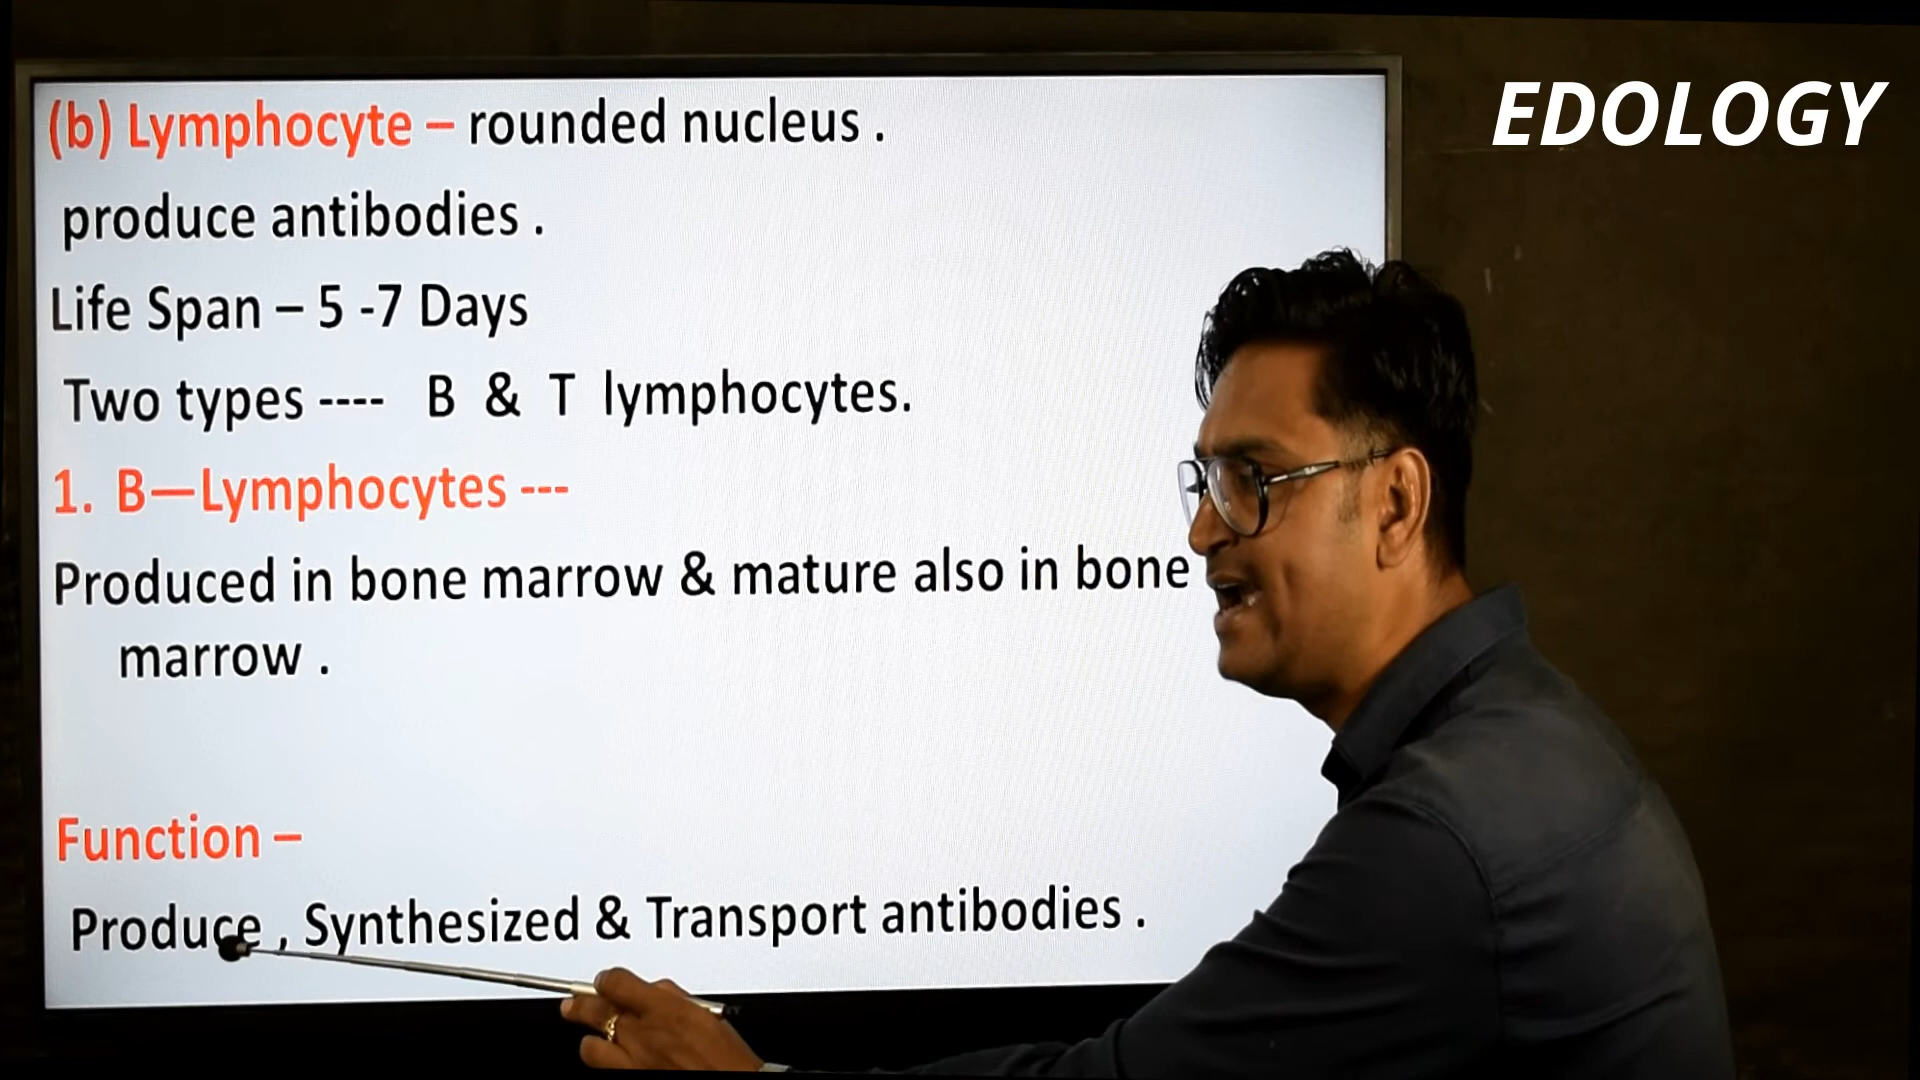 EDOLOGY
(b) Lymphocyte – rounded nucleus .
produce antibodies .
Life Span – 5 -7 Days
Two types ---- B & T lymphocytes.
1. B—Lymphocytes ---
Produced in bone marrow & mature also in bone
marrow .
Function –
Produce , Synthesized & Transport antibodies .